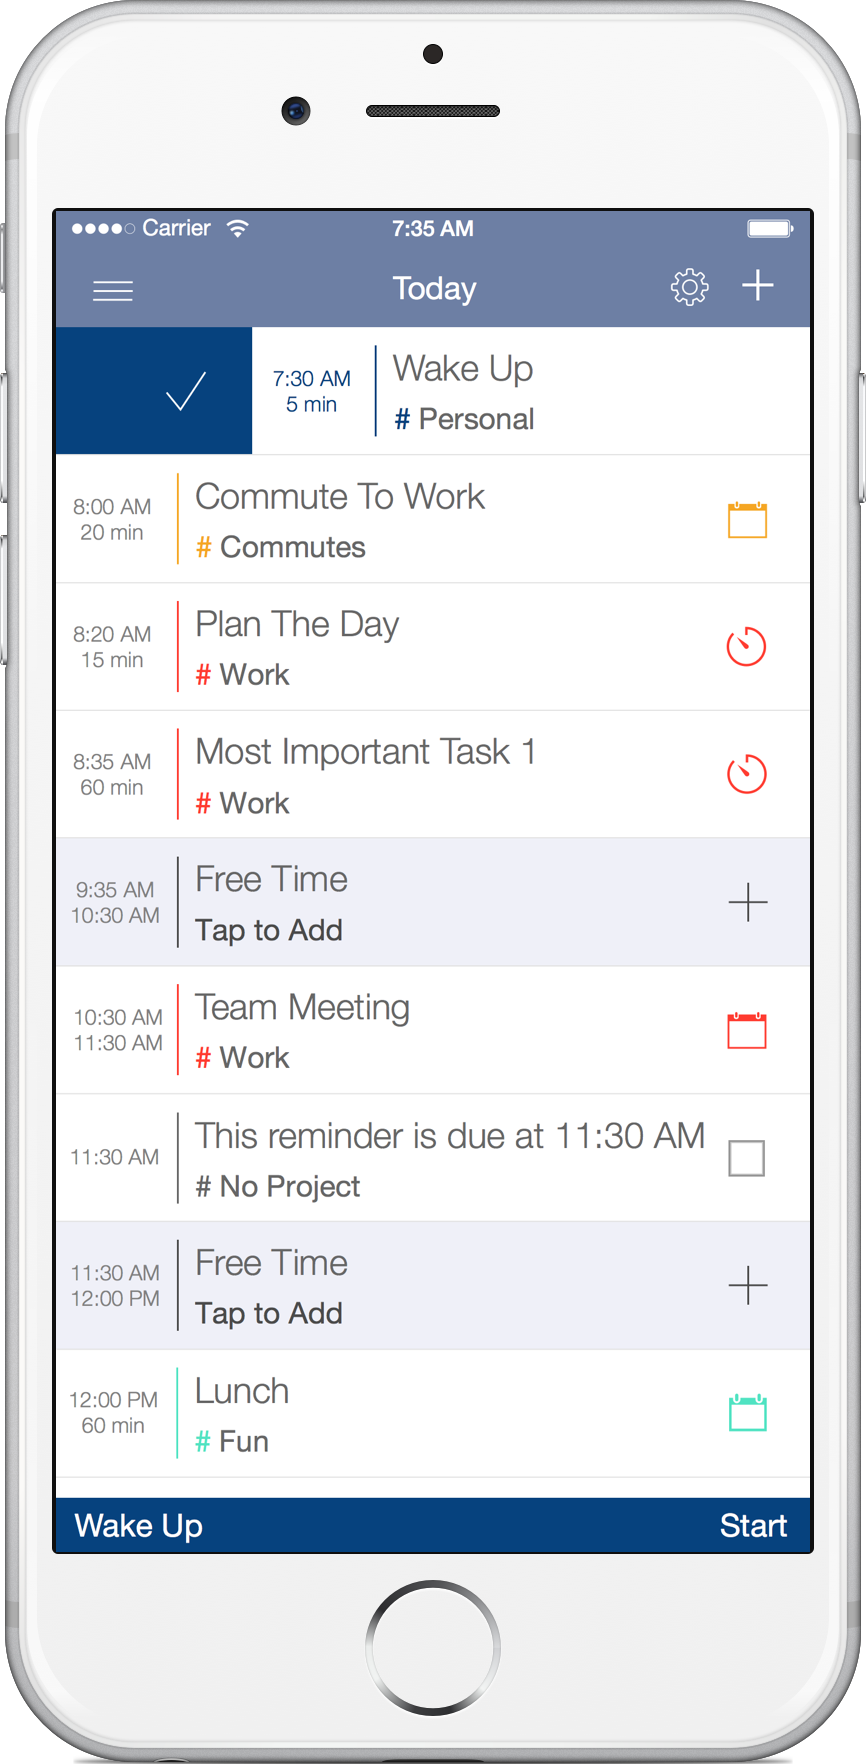 Carrier 7:35 AM
Today
7:30 AM
5 min
Wake Up
# Personal
8:00 AM
20 min
Commute To Work
# Commutes
8:20 AM
15 min
Plan The Day
# Work
8:35 AM
60 min
Most Important Task 1
# Work
9:35 AM
10:30 AM
Free Time
Tap to Add
10:30 AM
11:30 AM
Team Meeting
# Work
11:30 AM
This reminder is due at 11:30 AM
# No Project
11:30 AM
12:00 PM
Free Time
Tap to Add
12:00 PM
60 min
Lunch
# Fun
Wake Up Start